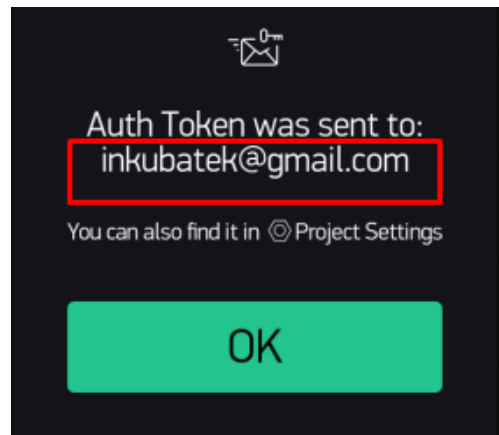 Auth Token was sent to:
inkubatek@gmail.com
You can also find it in Project Settings
OK